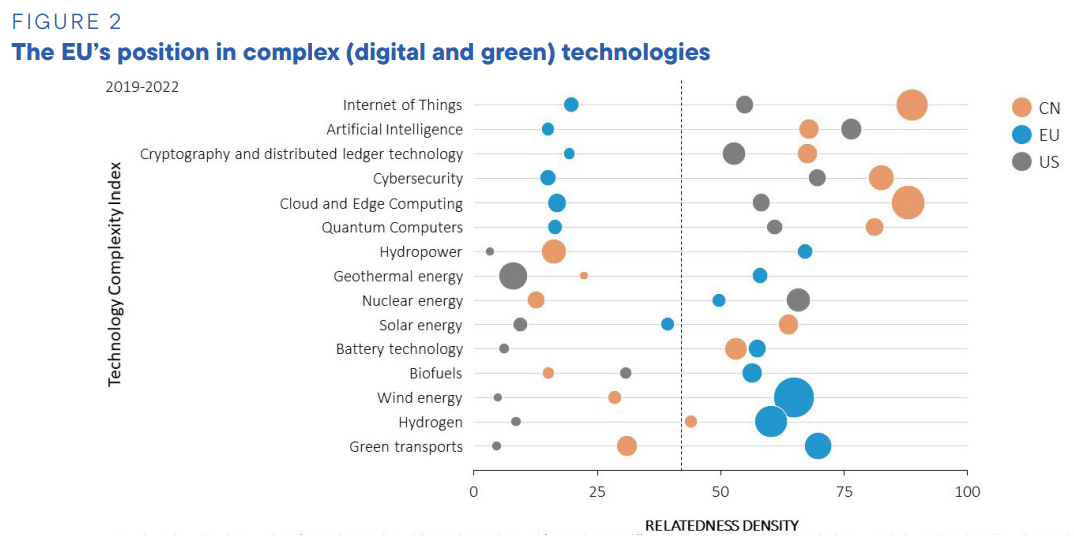 FIGURE 2
The EU's position in complex (digital and green) technologies
2019-2022
Technology Complexity Index
Internet of Things
Artificial Intelligence
Cryptography and distributed ledger technology
Cybersecurity
Cloud and Edge Computing
Quantum Computers
Hydropower
Geothermal energy
Nuclear energy
Solar energy
Battery technology
Biofuels
Wind energy
Hydrogen
Green transports
CN
EU
US
0 25 50 75 100
RELATEDNESS DENSITY